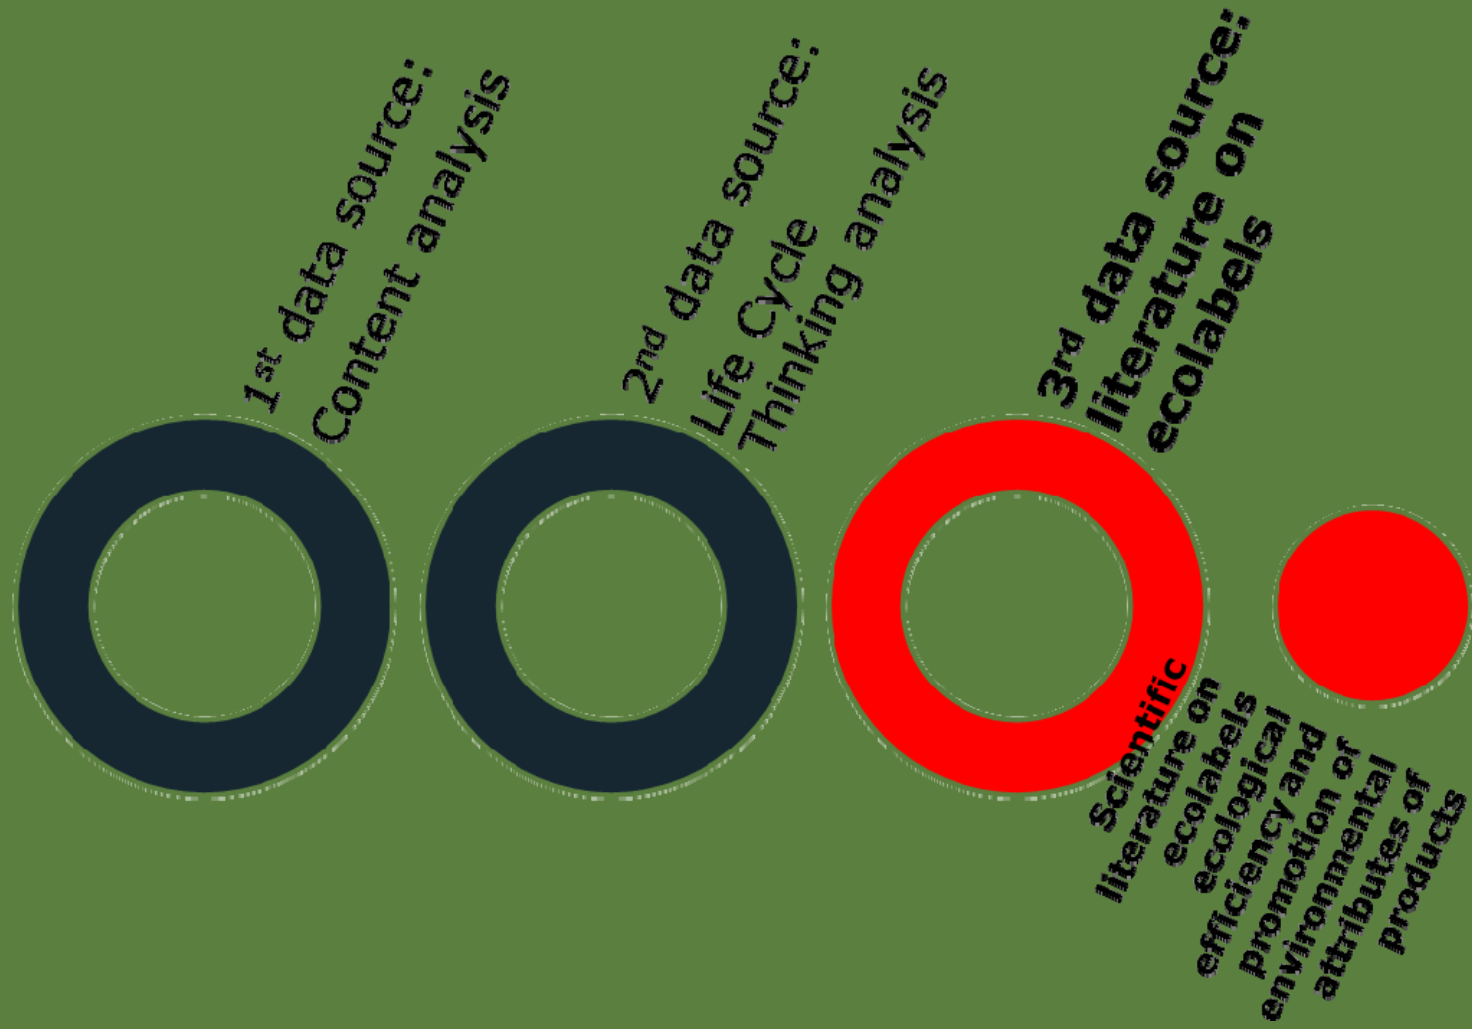 1st data source:
Content analysis
2nd data source:
Life Cycle
Thinking analysis
3rd data source:
literature on
ecolabels
Scientific
literature on
ecolabels
ecological
efficiency and
promotion of
environmental
attributes of
products